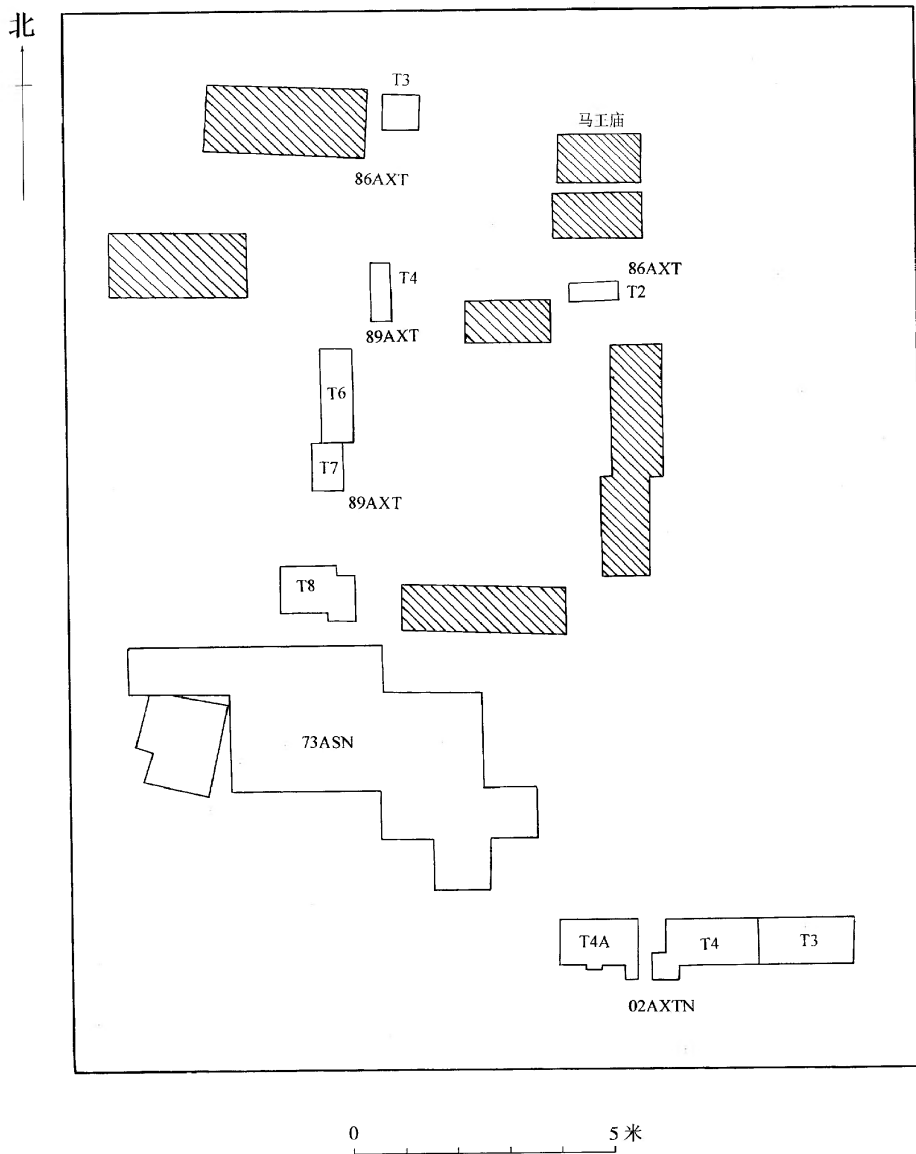 北
T3
马王庙
86AXT
86AXT
T4
T2
89AXT
T6
T7
89AXT
T8
73ASN
T4A
T4
T3
02AXTN
0
5 米